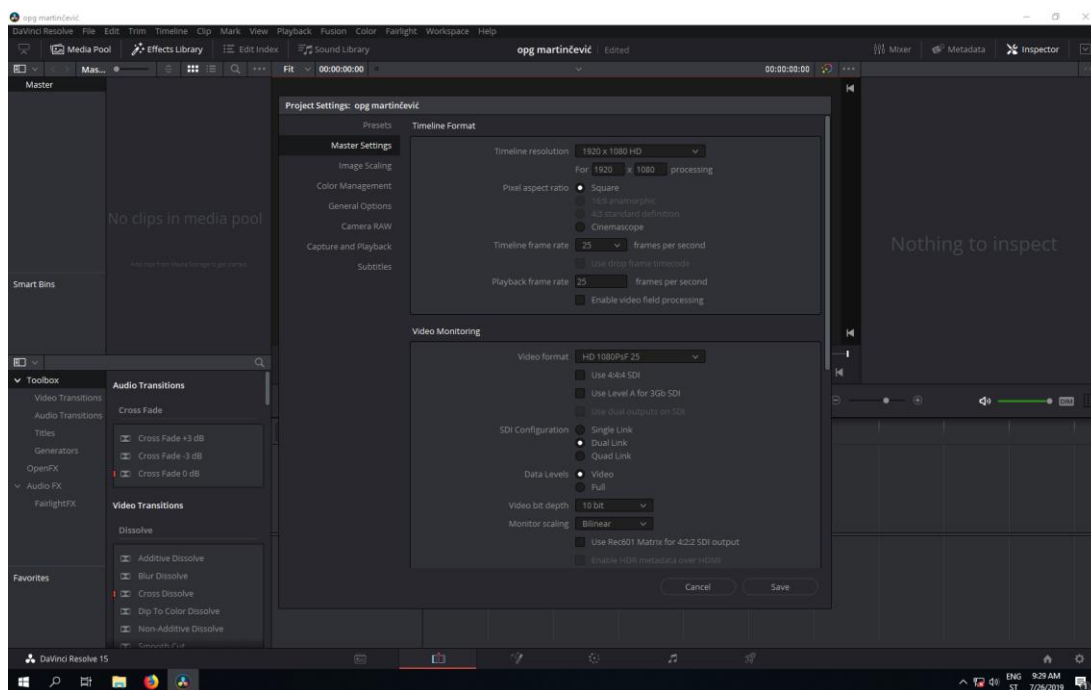 opg martinčević
DaVinci Resolve File Edit Trim Timeline Clip Mark View Playback Fusion Color Fairlight Workspace Help
Media Pool Effects Library Edit Index Sound Library opg martinčević Edited Mixer Metadata Inspector
Mas... Fit 00:00:00:00 00:00:00:00
Master
No clips in media pool
Add clips from Media Storage to get started
Smart Bins
Project Settings: opg martinčević
Presets
Master Settings
Image Scaling
Color Management
General Options
Camera RAW
Capture and Playback
Subtitles
Timeline Format
Timeline resolution 1920 x 1080 HD
For 1920 x 1080 processing
Pixel aspect ratio Square
16:9 anamorphic
4:3 standard definition
Cinemascope
Timeline frame rate 25 frames per second
Use drop frame timecode
Playback frame rate 25 frames per second
Enable video field processing
Video Monitoring
Video format HD 1080PsF 25
Use 4:4:4 SDI
Use Level A for 3Gb SDI
Use dual outputs on SDI
SDI Configuration Single Link
Dual Link
Quad Link
Data Levels Video
Full
Video bit depth 10 bit
Monitor scaling Bilinear
Use Rec601 Matrix for 4:2:2 SDI output
Enable HDR metadata over HDMI
Cancel Save
Nothing to inspect
DIM
Toolbox
Video Transitions
Audio Transitions
Titles
Generators
OpenFX
Audio FX
FairlightFX
Favorites
Audio Transitions
Cross Fade
Cross Fade +3 dB
Cross Fade -3 dB
Cross Fade 0 dB
Video Transitions
Dissolve
Additive Dissolve
Blur Dissolve
Cross Dissolve
Dip To Color Dissolve
Non-Additive Dissolve
Smooth Cut
DaVinci Resolve 15
ENG 9:29 AM
ST 7/26/2019